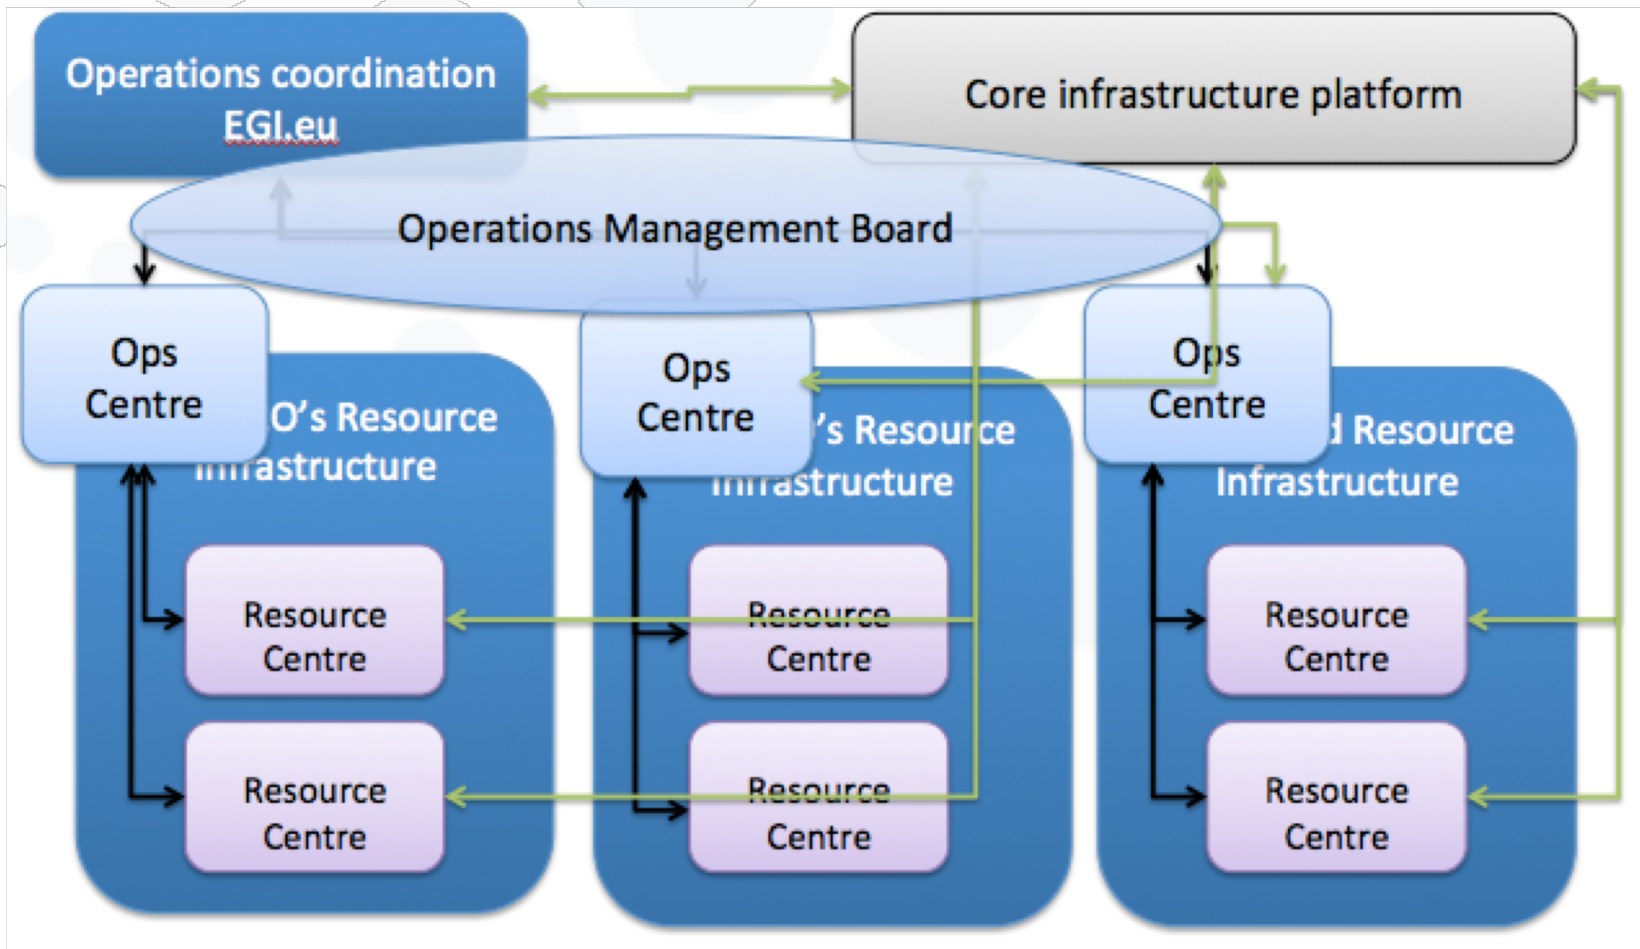 Operations coordination
EGI.eu
Core infrastructure platform
Operations Management Board
Ops
Centre
O's Resource
Infrastructure
Resource
Centre
Resource
Centre
Ops
Centre
's Resource
Infrastructure
Resource
Centre
Resource
Centre
Ops
Centre
d Resource
Infrastructure
Resource
Centre
Resource
Centre